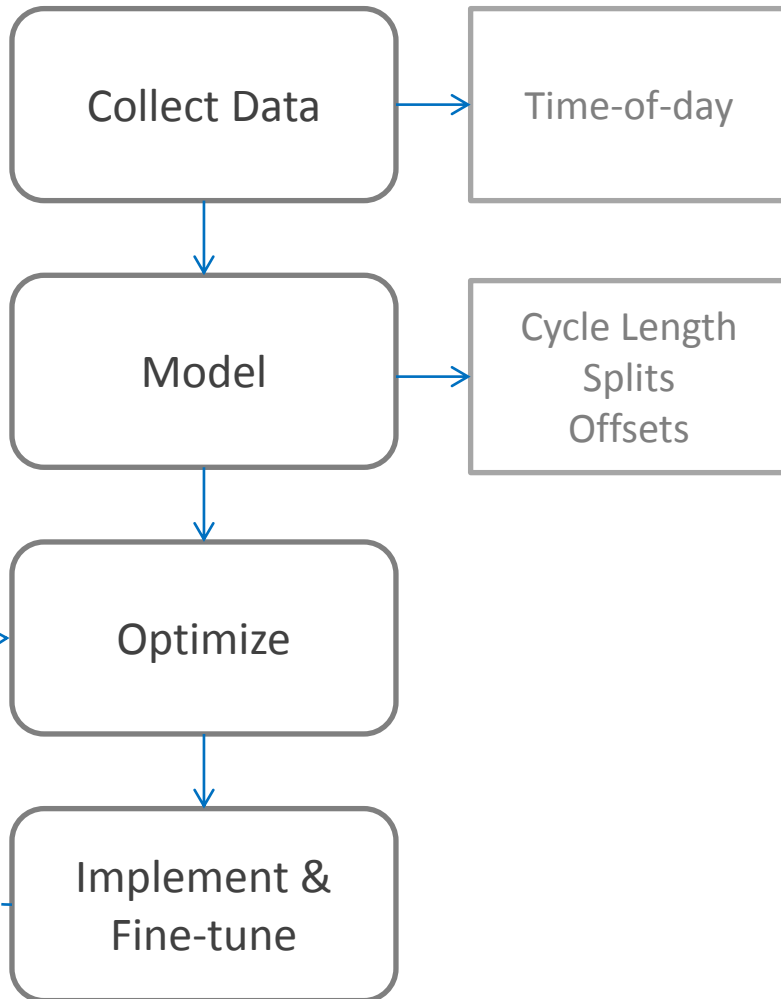 Collect Data
Time-of-day
Model
Cycle Length
Splits
Offsets
Optimize
Implement &
Fine-tune